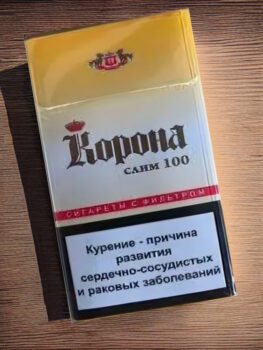 Корона
СЛИМ 100
СИГАРЕТЫ С ФИЛЬТРОМ
Курение - причина
развития
сердечно-сосудистых
и раковых заболеваний